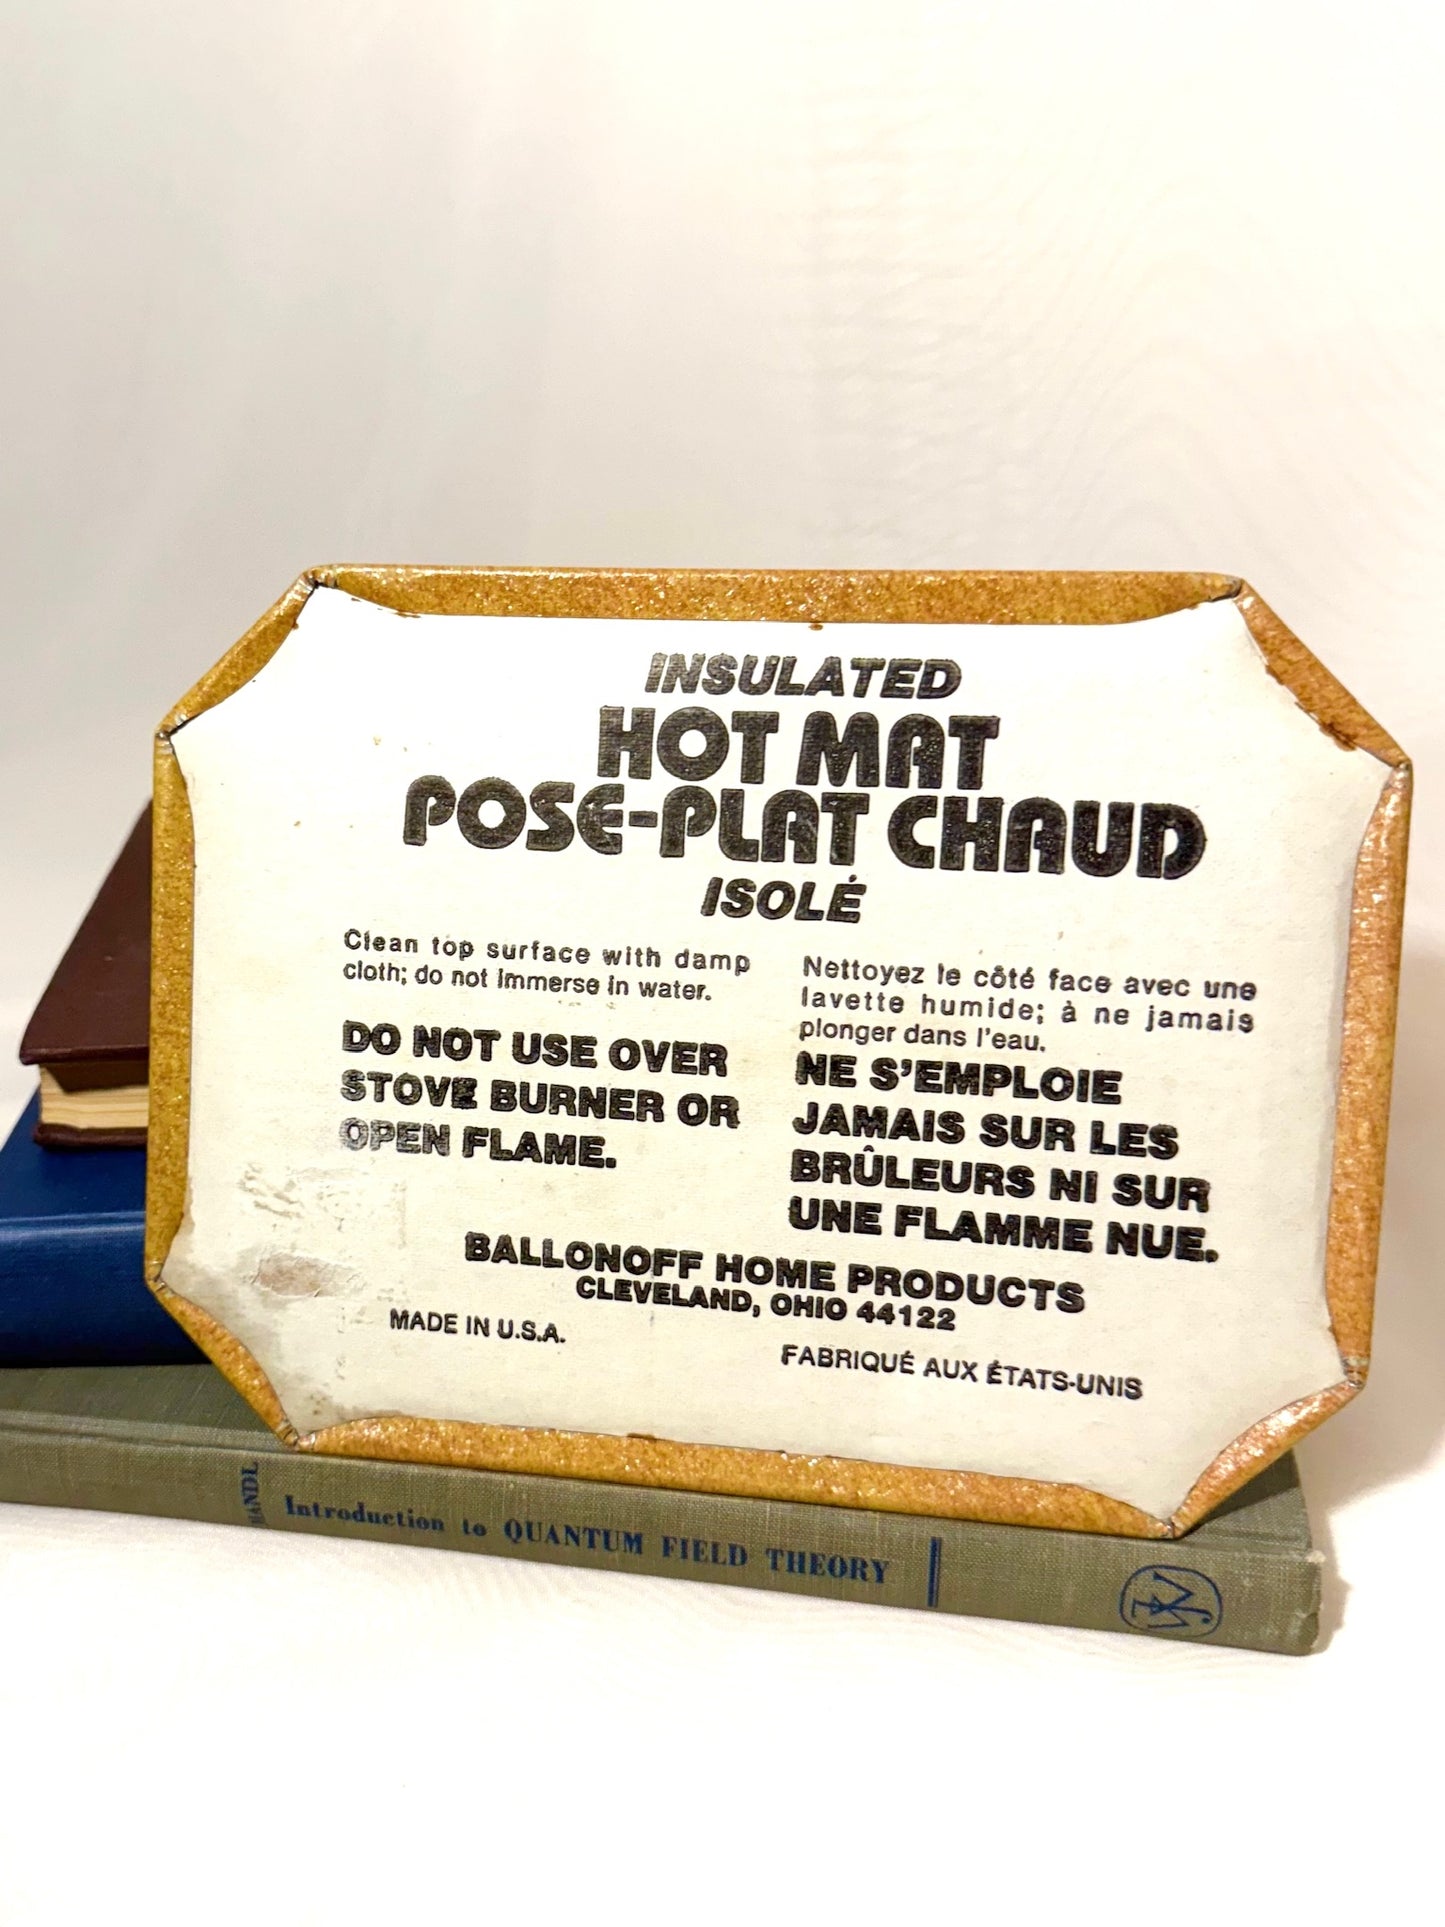 INSULATED
HOT MAT
POSE-PLAT CHAUD
ISOLÉ
Clean top surface with damp
cloth; do not immerse in water.
DO NOT USE OVER
STOVE BURNER OR
OPEN FLAME.
Nettoyez le côté face avec une
lavette humide; à ne jamais
plonger dans l'eau.
NE S'EMPLOIE
JAMAIS SUR LES
BRÛLEURS NI SUR
UNE FLAMME NUE.
BALLONOFF HOME PRODUCTS
CLEVELAND, OHIO 44122
MADE IN U.S.A.
FABRIQUÉ AUX ÉTATS-UNIS
MANDL
Introduction to QUANTUM FIELD THEORY